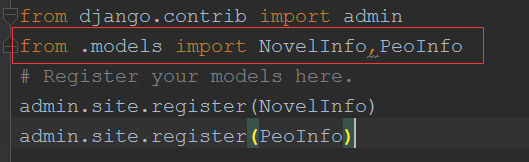 from django.contrib import admin
from .models import NovelInfo,PeoInfo
# Register your models here.
admin.site.register(NovelInfo)
admin.site.register(PeoInfo)